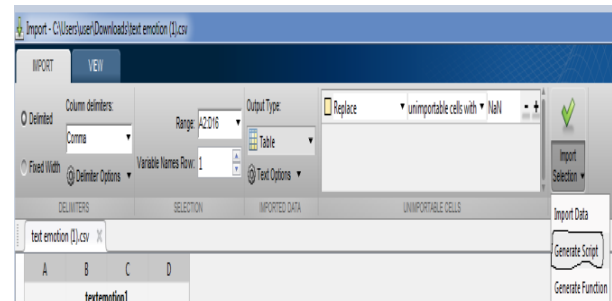 Import - C:\Users\user\Downloads\text emotion (1).csv
IMPORT VIEW
Delimited
Column delimiters:
Comma
Fixed Width
Delimiter Options
Range: A2:D16
Variable Names Row: 1
Output Type:
Table
Text Options
Replace unimportable cells with NaN - +
Import
Selection
DELIMITERS SELECTION IMPORTED DATA UNIMPORTABLE CELLS
Import Data
Generate Script
Generate Function
text emotion (1).csv X
A B C D
textemotion1